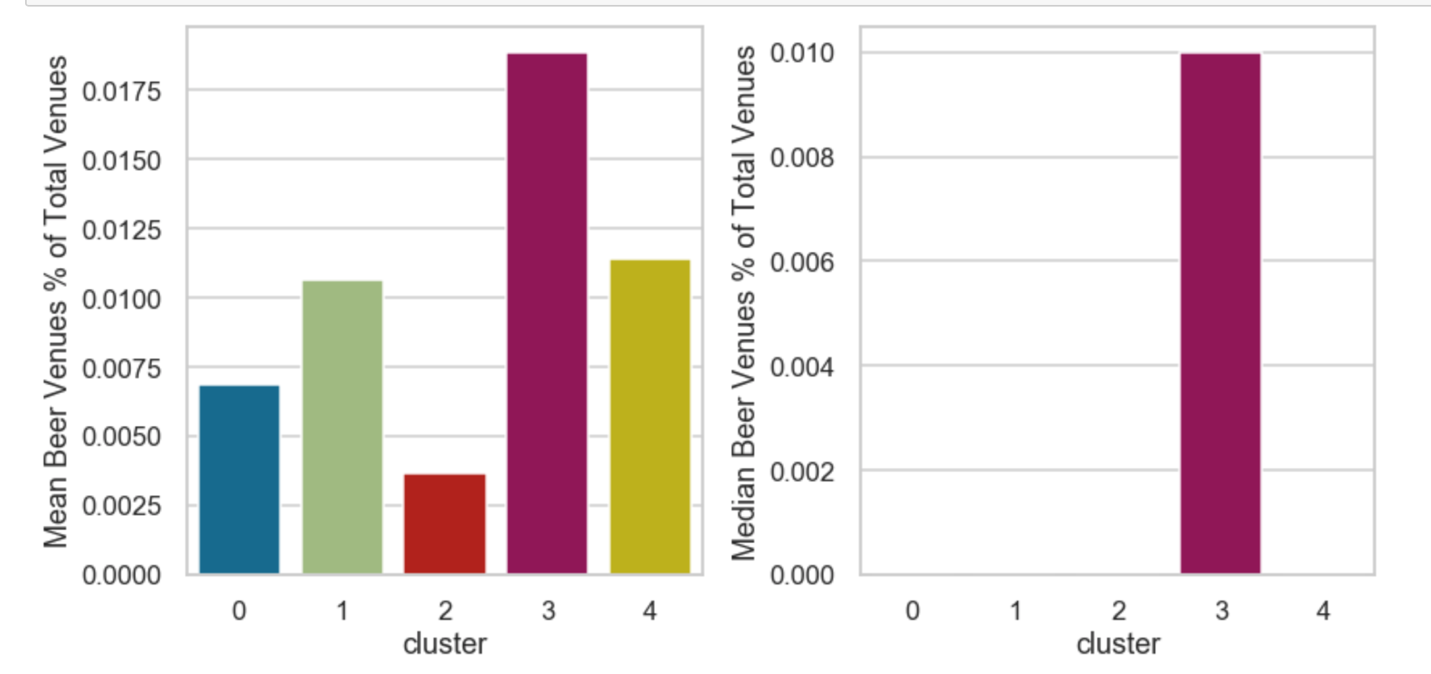 Mean Beer Venues % of Total Venues
0.0175
0.0150
0.0125
0.0100
0.0075
0.0050
0.0025
0.0000
0 1 2 3 4
cluster
Median Beer Venues % of Total Venues
0.010
0.008
0.006
0.004
0.002
0.000
0 1 2 3 4
cluster